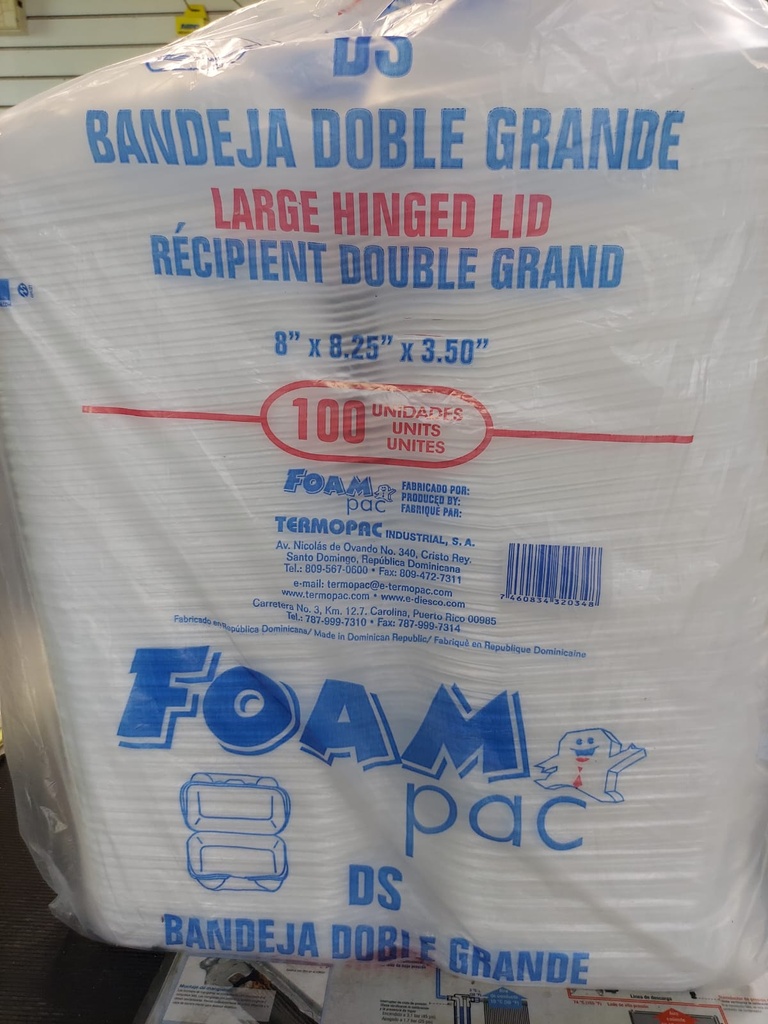 DS
BANDEJA DOBLE GRANDE
LARGE HINGED LID
RÉCIPIENT DOUBLE GRAND
8” x 8.25” x 3.50”
100 UNIDADES
UNITS
UNITES
FOAM pac
FABRICADO POR:
PRODUCED BY:
FABRIQUÉ PAR:
TERMOPAC INDUSTRIAL, S. A.
Av. Nicolás de Ovando No. 340, Cristo Rey.
Santo Domingo, República Dominicana
Tel.: 809-567-0600 • Fax: 809-472-7311
e-mail: termopac@e-termopac.com
www.termopac.com • www.e-diesco.com
Carretera No. 3, Km. 12.7. Carolina, Puerto Rico 00985
Tel.: 787-999-7310 • Fax: 787-999-7314
Fabricado en República Dominicana/ Made in Dominican Republic/ Fabriqué en Republique Dominicaine
7 460834 320348
FOAM
pac
DS
BANDEJA DOBLE GRANDE